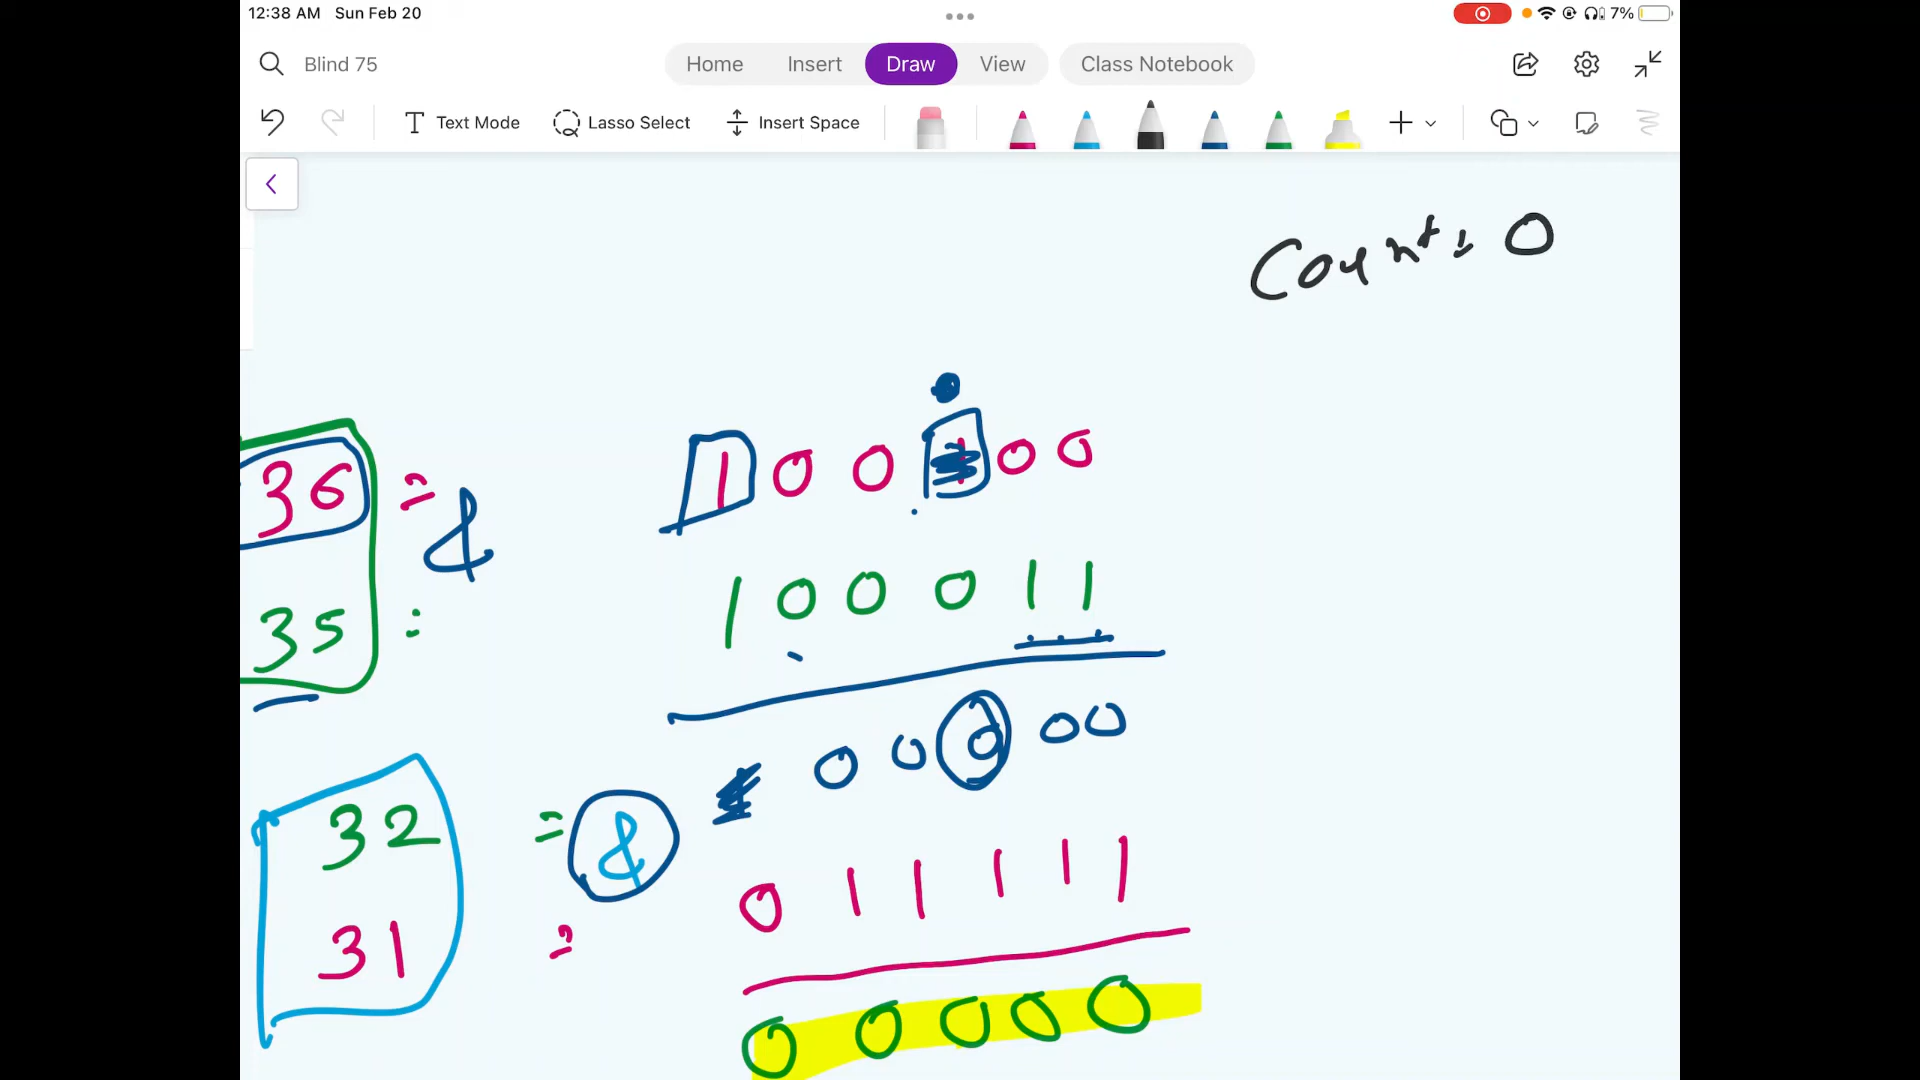 12:38 AM Sun Feb 20
7%
Blind 75
Home Insert Draw View Class Notebook
Text Mode Lasso Select Insert Space
Count: 0
36 = 1 0 0 1 0 0
&
35 = 1 0 0 0 1 1
0 0 0 0 0
32 = &
31 = 0 1 1 1 1 1
0 0 0 0 0